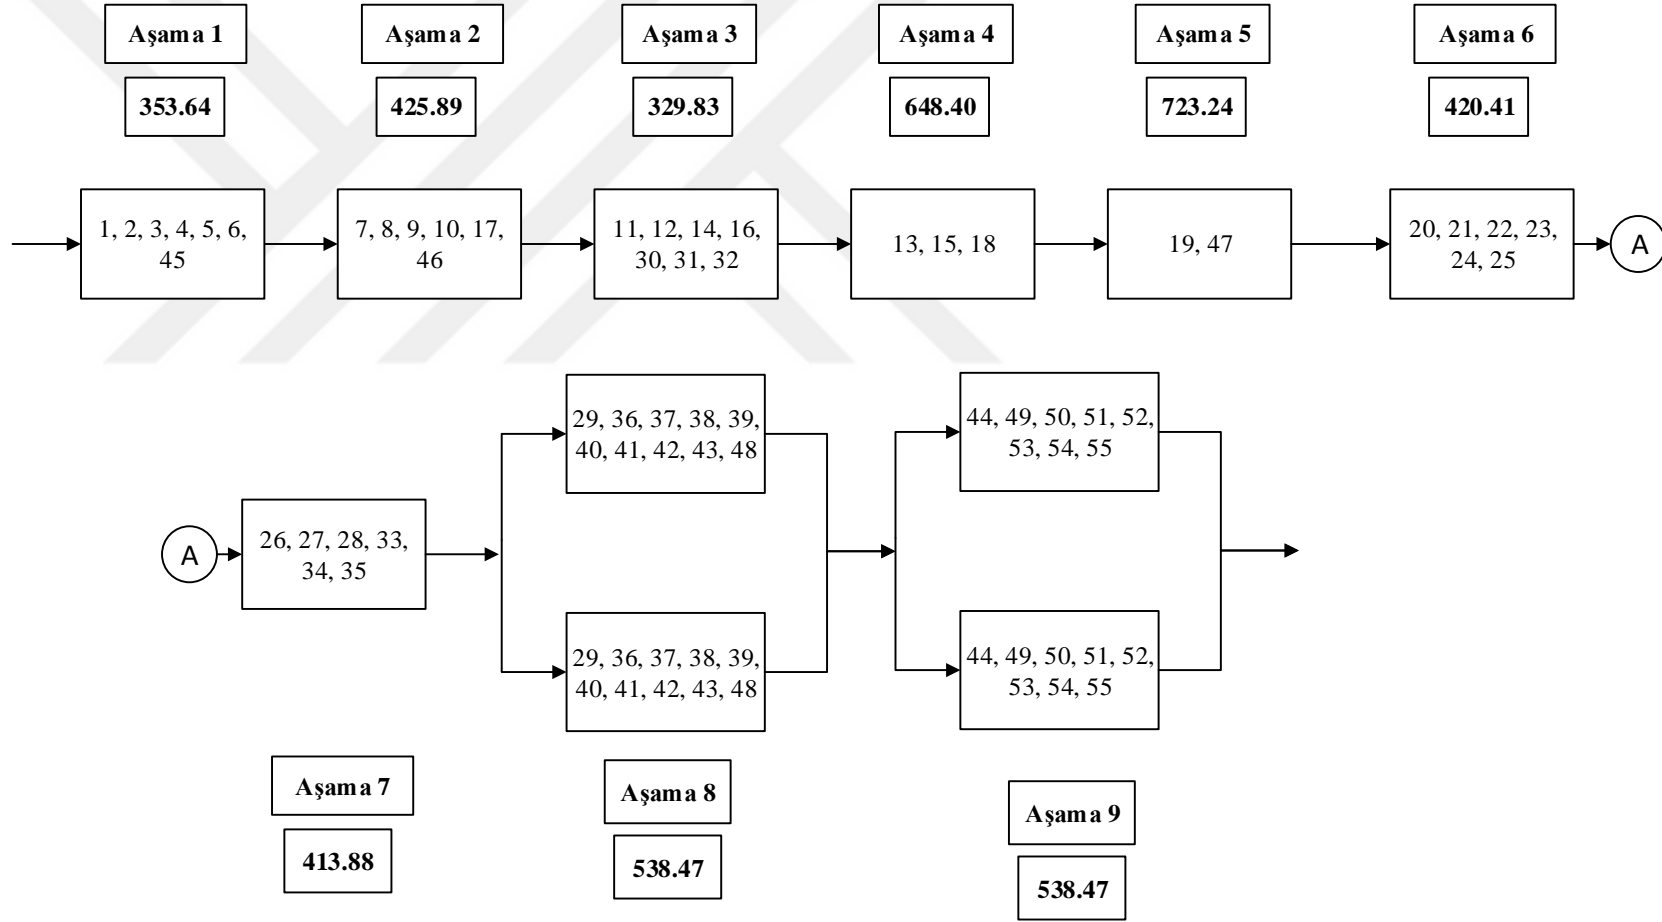 Aşama 1
Aşama 2
Aşama 3
Aşama 4
Aşama 5
Aşama 6
353.64
425.89
329.83
648.40
723.24
420.41
1, 2, 3, 4, 5, 6,
45
7, 8, 9, 10, 17,
46
11, 12, 14, 16,
30, 31, 32
13, 15, 18
19, 47
20, 21, 22, 23,
24, 25
A
A
26, 27, 28, 33,
34, 35
29, 36, 37, 38, 39,
40, 41, 42, 43, 48
44, 49, 50, 51, 52,
53, 54, 55
29, 36, 37, 38, 39,
40, 41, 42, 43, 48
44, 49, 50, 51, 52,
53, 54, 55
Aşama 7
Aşama 8
Aşama 9
413.88
538.47
538.47